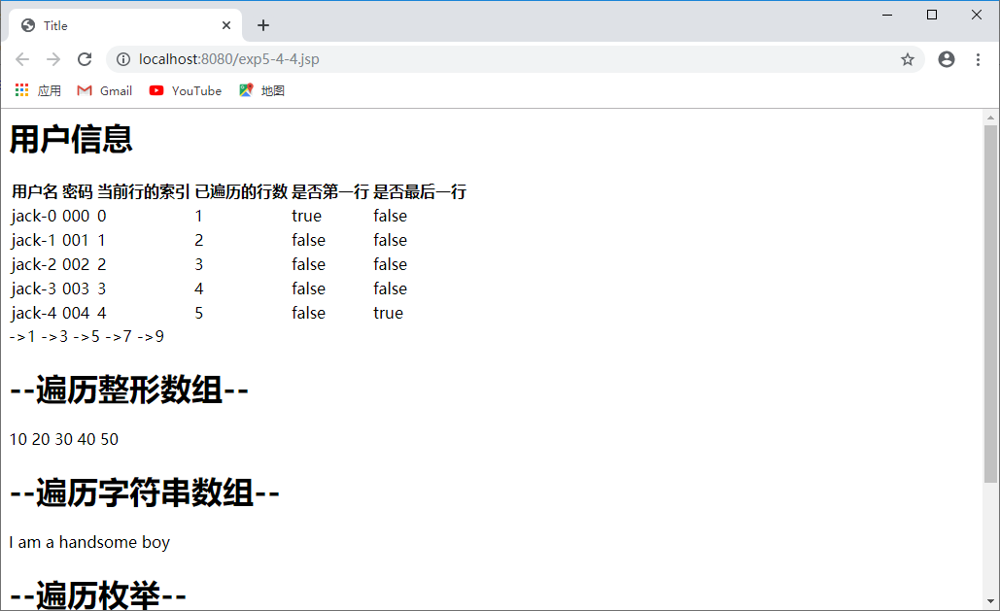 Title
localhost:8080/exp5-4-4.jsp
应用 Gmail YouTube 地图
用户信息
用户名 密码 当前行的索引 已遍历的行数 是否第一行 是否最后一行
jack-0 000 0 1 true false
jack-1 001 1 2 false false
jack-2 002 2 3 false false
jack-3 003 3 4 false false
jack-4 004 4 5 false true
->1 ->3 ->5 ->7 ->9
--遍历整形数组--
10 20 30 40 50
--遍历字符串数组--
I am a handsome boy
--遍历枚举--